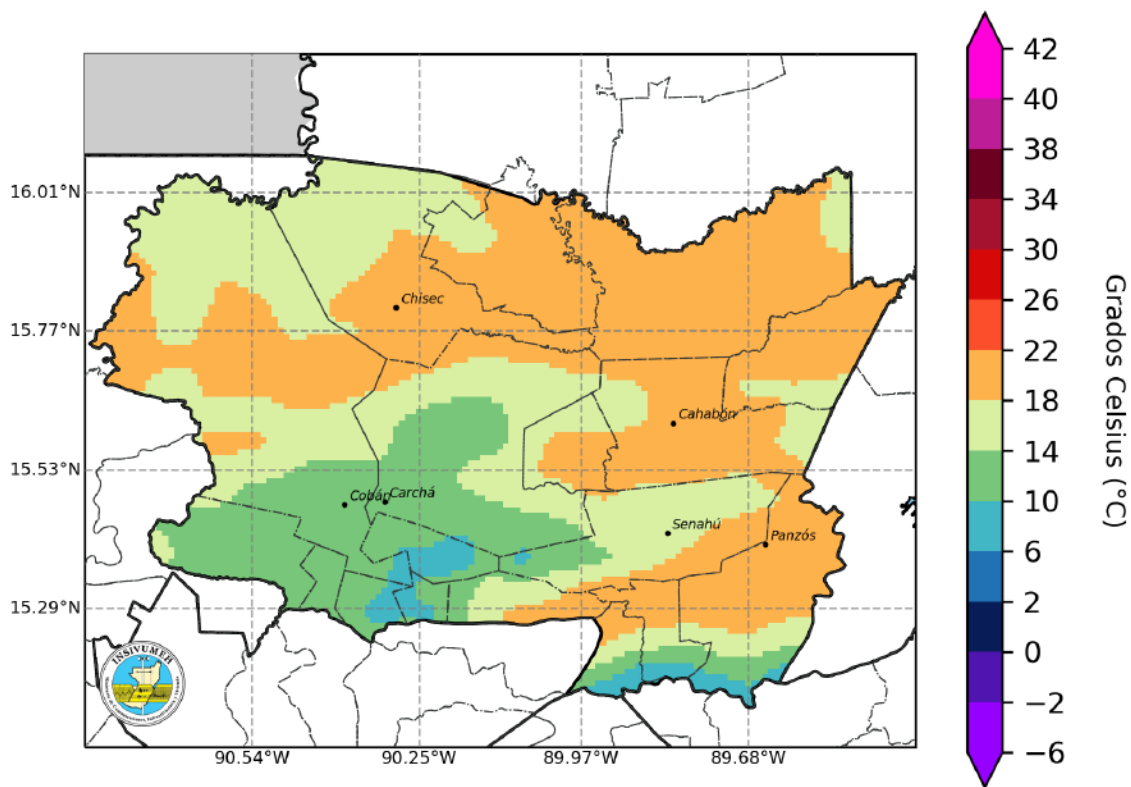 42
40
38
34
30
26
22
18
14
10
6
2
0
−2
−6
Grados Celsius (°C)
16.01°N
15.77°N
15.53°N
15.29°N
90.54°W
90.25°W
89.97°W
89.68°W
Chisec
Cahabón
Cobán
Carchá
Senahú
Panzós
INSIVUMEH